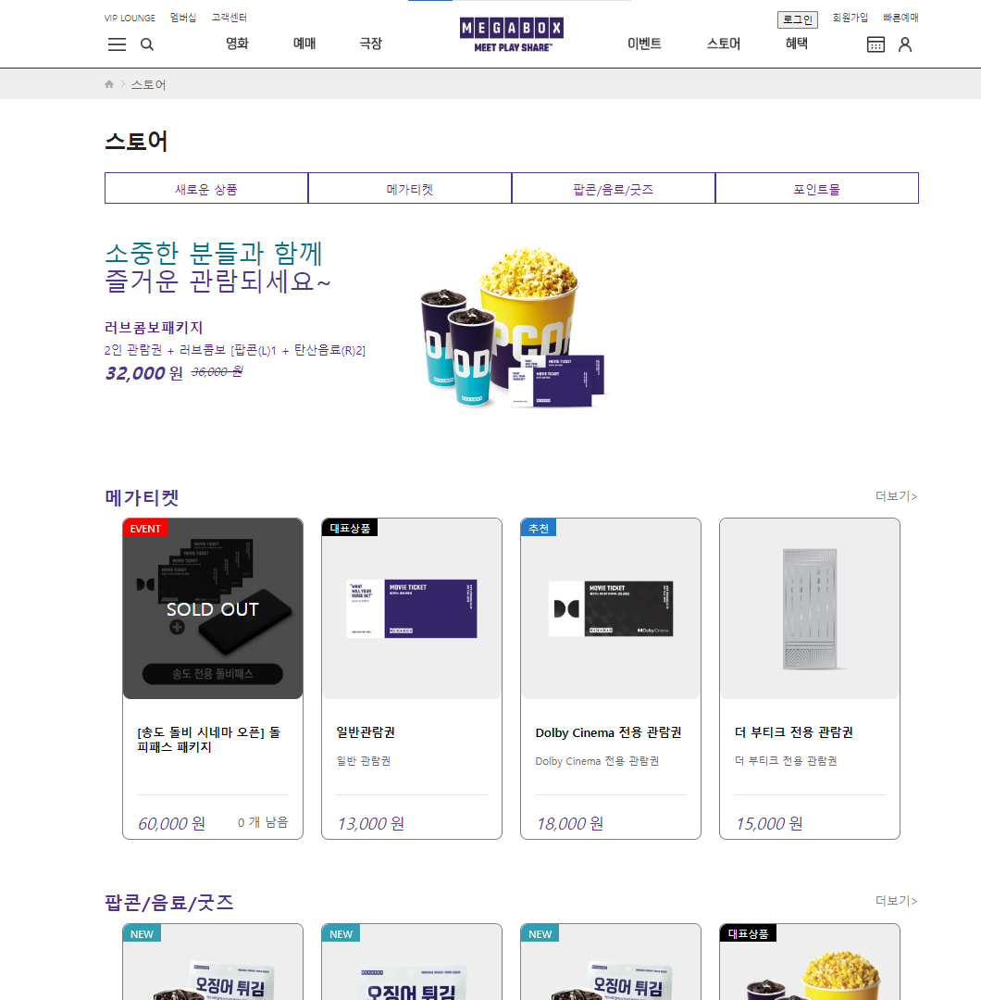 VIP LOUNGE 멤버십 고객센터
로그인 회원가입 빠른예매
영화 예매 극장
MEGABOX
MEET PLAY SHARE™
이벤트 스토어 혜택
스토어
스토어
새로운 상품 메가티켓 팝콘/음료/굿즈 포인트몰
소중한 분들과 함께
즐거운 관람되세요~
러브콤보패키지
2인 관람권 + 러브콤보 [팝콘(L)1 + 탄산음료(R)2]
32,000 원 36,000 원
메가티켓 더보기>
EVENT
SOLD OUT
송도 전용 돌비패스
[송도 돌비 시네마 오픈] 돌
피패스 패키지
60,000 원 0 개 남음
대표상품
"WHAT
WILL YOUR
VERSE BE?"
MOVIE TICKET
MEGABOX
일반관람권
일반 관람권
13,000 원
추천
MOVIE TICKET
MEGABOX
Dolby Cinema
Dolby Cinema 전용 관람권
Dolby Cinema 전용 관람권
18,000 원
더 부티크 전용 관람권
더 부티크 전용 관람권
15,000 원
팝콘/음료/굿즈 더보기>
NEW
오징어 튀김
NEW
오징어 튀김
NEW
오징어 튀김
대표상품